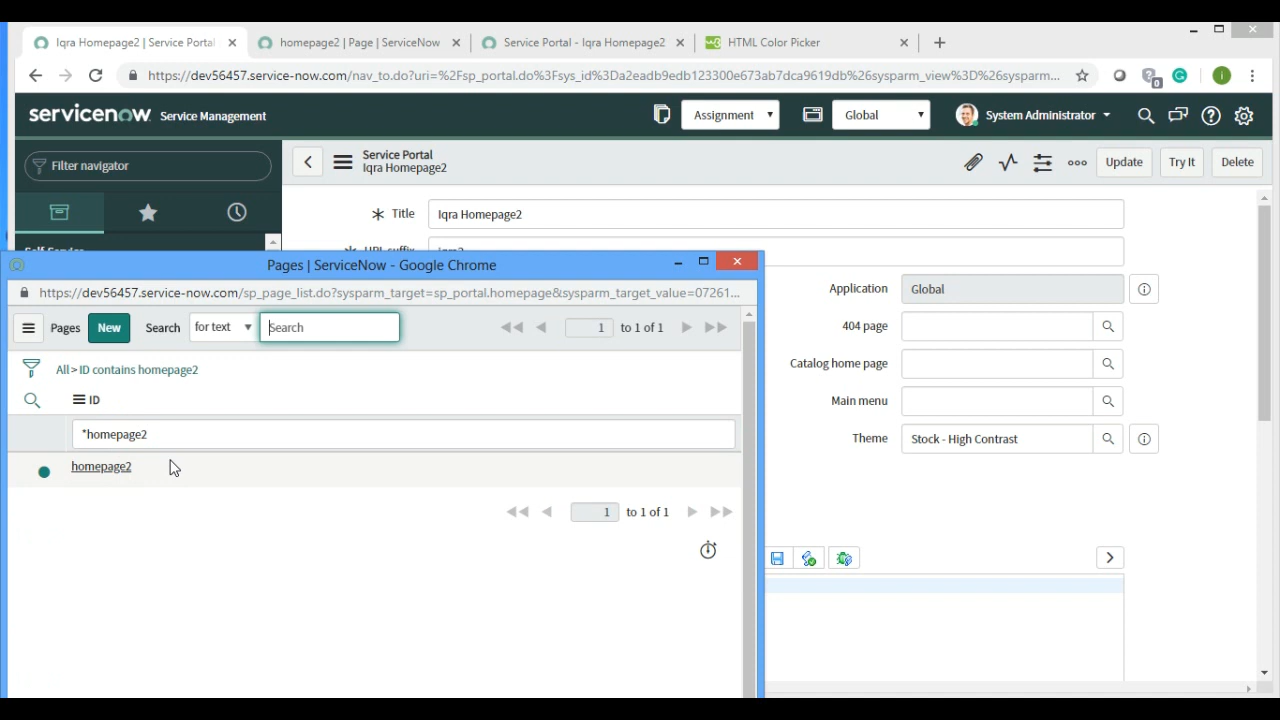 Iqra Homepage2 | Service Portal
homepage2 | Page | ServiceNow
Service Portal - Iqra Homepage2
HTML Color Picker
https://dev56457.service-now.com/nav_to.do?uri=%2Fsp_portal.do%3Fsys_id%3Da2eadb9edb123300e673ab7dca9619db%26sysparm_view%3D%26sysparm...
servicenow Service Management
Assignment
Global
System Administrator
Filter navigator
Service Portal
Iqra Homepage2
Update
Try It
Delete
Title
Iqra Homepage2
Pages | ServiceNow - Google Chrome
https://dev56457.service-now.com/sp_page_list.do?sysparm_target=sp_portal.homepage&sysparm_target_value=07261...
Pages
New
Search
for text
Search
1 to 1 of 1
All > ID contains homepage2
ID
*homepage2
homepage2
1 to 1 of 1
Application
Global
404 page
Catalog home page
Main menu
Theme
Stock - High Contrast